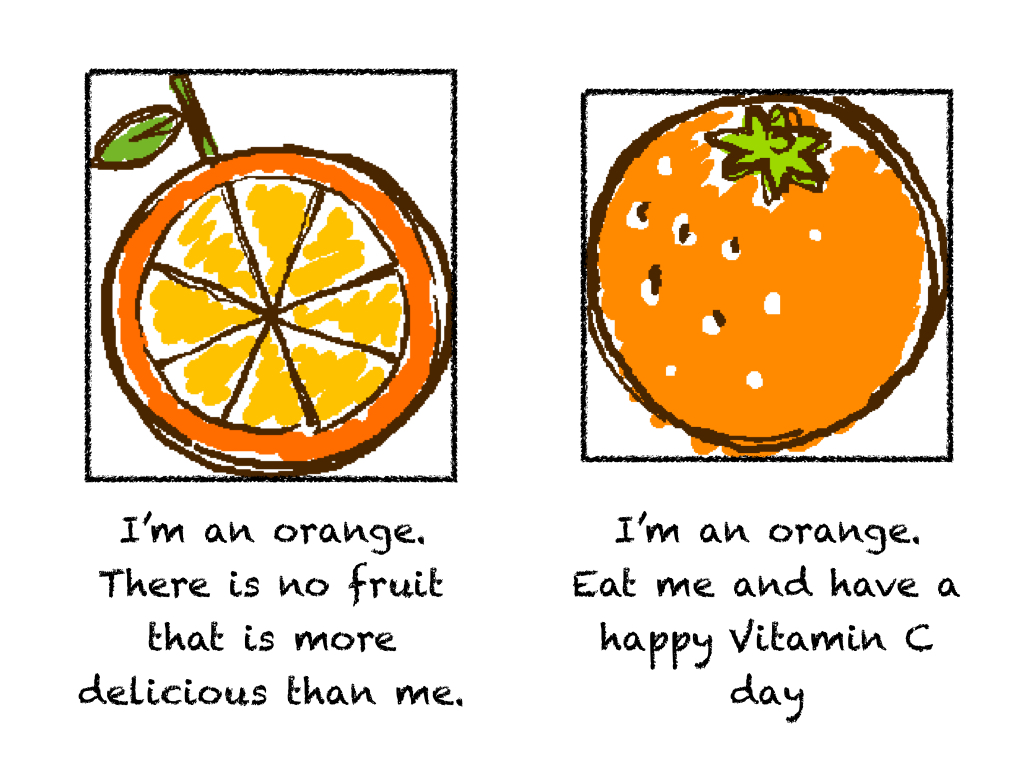 I'm an orange.
There is no fruit
that is more
delicious than me.
I'm an orange.
Eat me and have a
happy Vitamin C
day